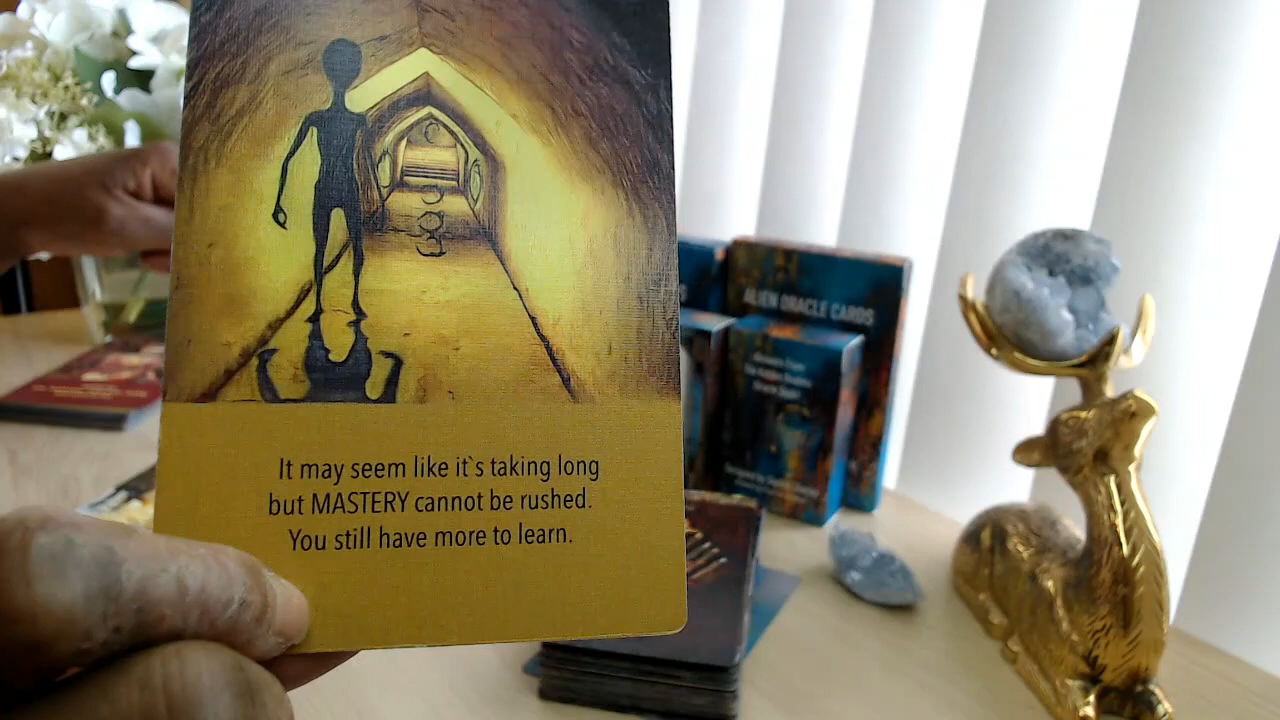 It may seem like it`s taking long
but MASTERY cannot be rushed.
You still have more to learn.
ALIEN ORACLE CARDS